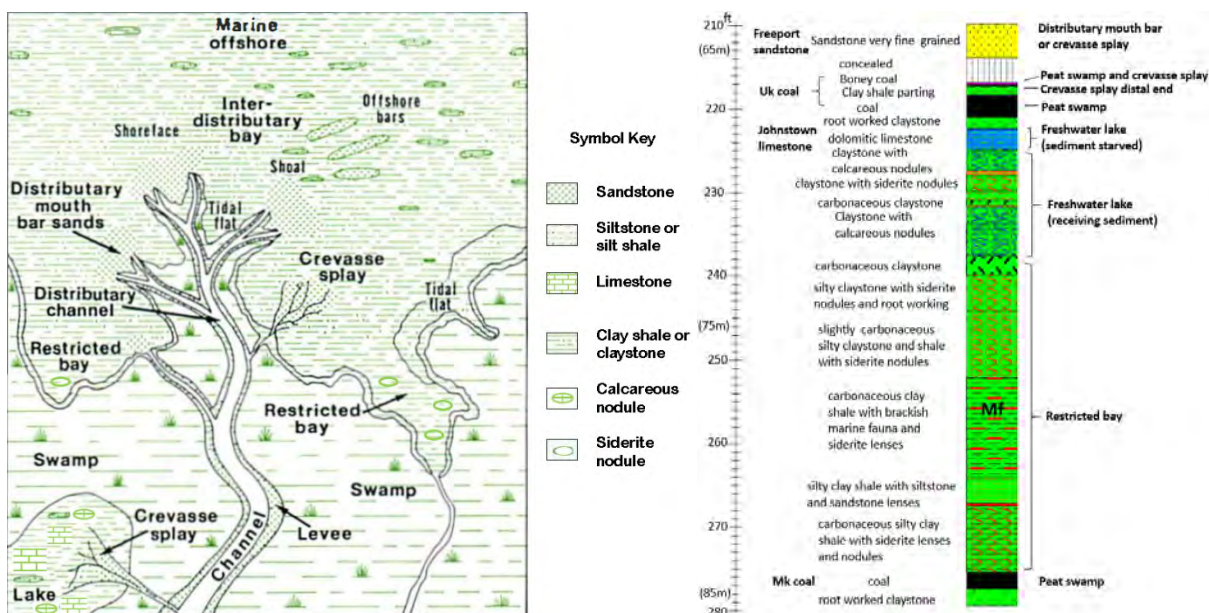 Marine
offshore
Inter-
distributary
bay
Offshore
bars
Shoreface
Shoal
Distributary
mouth
bar sands
Tidal
flat
Crevasse
splay
Distributary
channel
Tidal
flat
Restricted
bay
Restricted
bay
Swamp
Swamp
Crevasse
splay
Levee
Channel
Lake
Symbol Key
Sandstone
Siltstone or
silt shale
Limestone
Clay shale or
claystone
Calcareous
nodule
Siderite
nodule
210 ft
(65m)
220
230
240
(75m)
250
260
270
(85m)
280
Freeport
sandstone
Sandstone very fine grained
concealed
Uk coal
Boney coal
Clay shale parting
coal
root worked claystone
Johnstown
limestone
dolomitic limestone
claystone with
calcareous nodules
claystone with siderite nodules
carbonaceous claystone
Claystone with
calcareous nodules
carbonaceous claystone
silty claystone with siderite
nodules and root working
slightly carbonaceous
silty claystone and shale
with siderite nodules
carbonaceous clay
shale with brackish
marine fauna and
siderite lenses
silty clay shale with siltstone
and sandstone lenses
carbonaceous silty clay
shale with siderite lenses
and nodules
Mk coal
coal
root worked claystone
Mf
Distributary mouth bar
or crevasse splay
Peat swamp and crevasse splay
Crevasse splay distal end
Peat swamp
Freshwater lake
(sediment starved)
Freshwater lake
(receiving sediment)
Restricted bay
Peat swamp